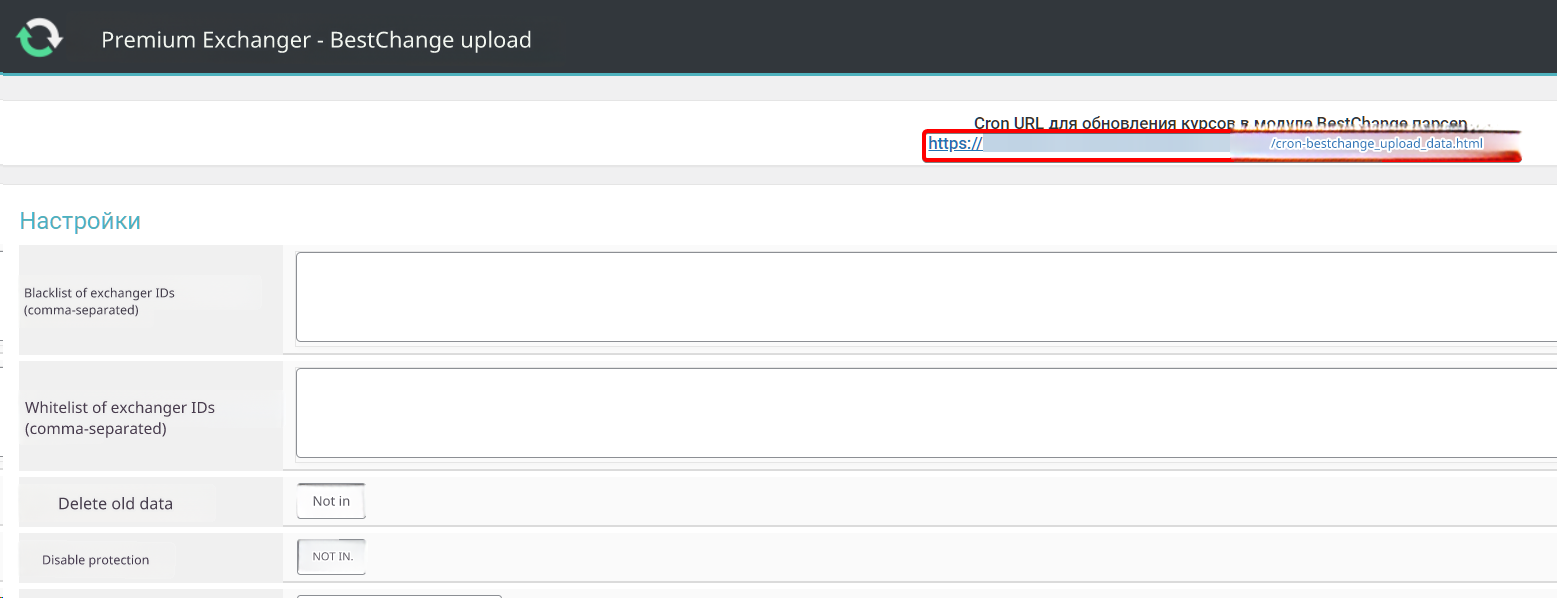 Premium Exchanger - BestChange upload
Cron URL для обновления курсов в модуле BestChange парсер
https:// /cron-bestchange_upload_data.html
Настройки
Blacklist of exchanger IDs
(comma-separated)
Whitelist of exchanger IDs
(comma-separated)
Delete old data
Not in
Disable protection
NOT IN.